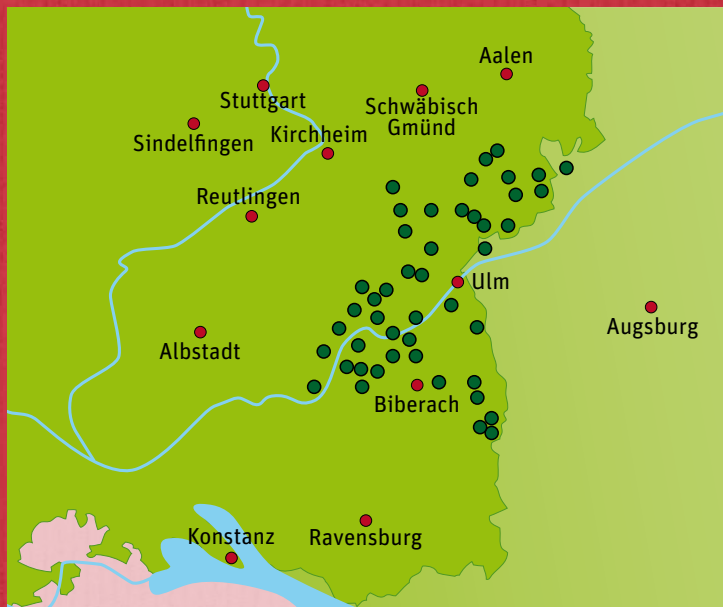 Aalen
Stuttgart
Schwäbisch
Gmünd
Sindelfingen
Kirchheim
Reutlingen
Ulm
Augsburg
Albstadt
Biberach
Konstanz
Ravensburg